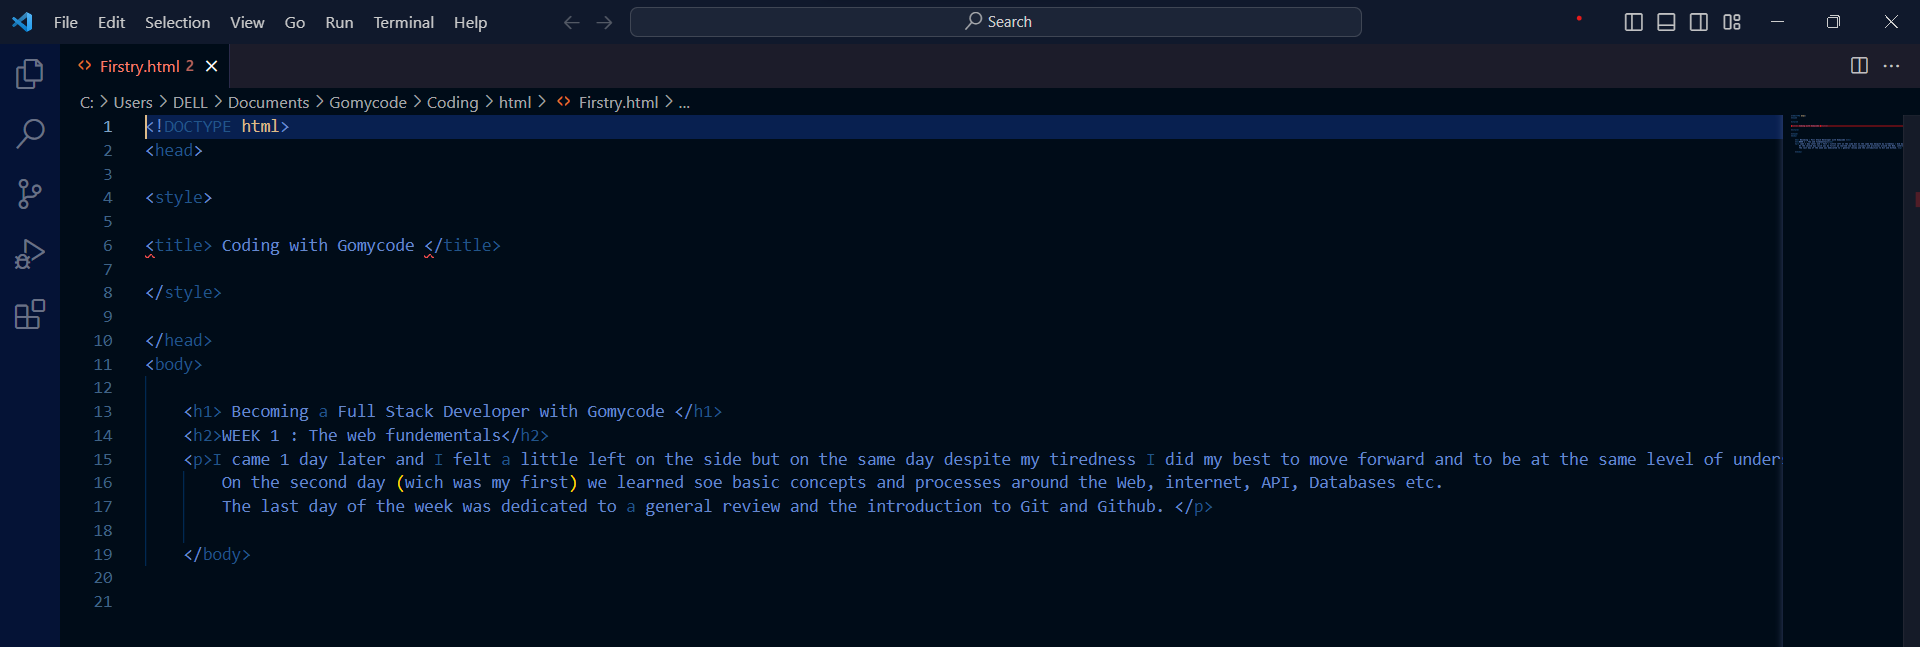 File Edit Selection View Go Run Terminal Help Search
Firstry.html 2
C: > Users > DELL > Documents > Gomycode > Coding > html > Firstry.html > ...
1 <!DOCTYPE html>
2 <head>
3
4 <style>
5
6 <title> Coding with Gomycode </title>
7
8 </style>
9
10 </head>
11 <body>
12
13 <h1> Becoming a Full Stack Developer with Gomycode </h1>
14 <h2>WEEK 1 : The web fundementals</h2>
15 <p>I came 1 day later and I felt a little left on the side but on the same day despite my tiredness I did my best to move forward and to be at the same level of under
16 On the second day (wich was my first) we learned soe basic concepts and processes around the Web, internet, API, Databases etc.
17 The last day of the week was dedicated to a general review and the introduction to Git and Github. </p>
18
19 </body>
20
21